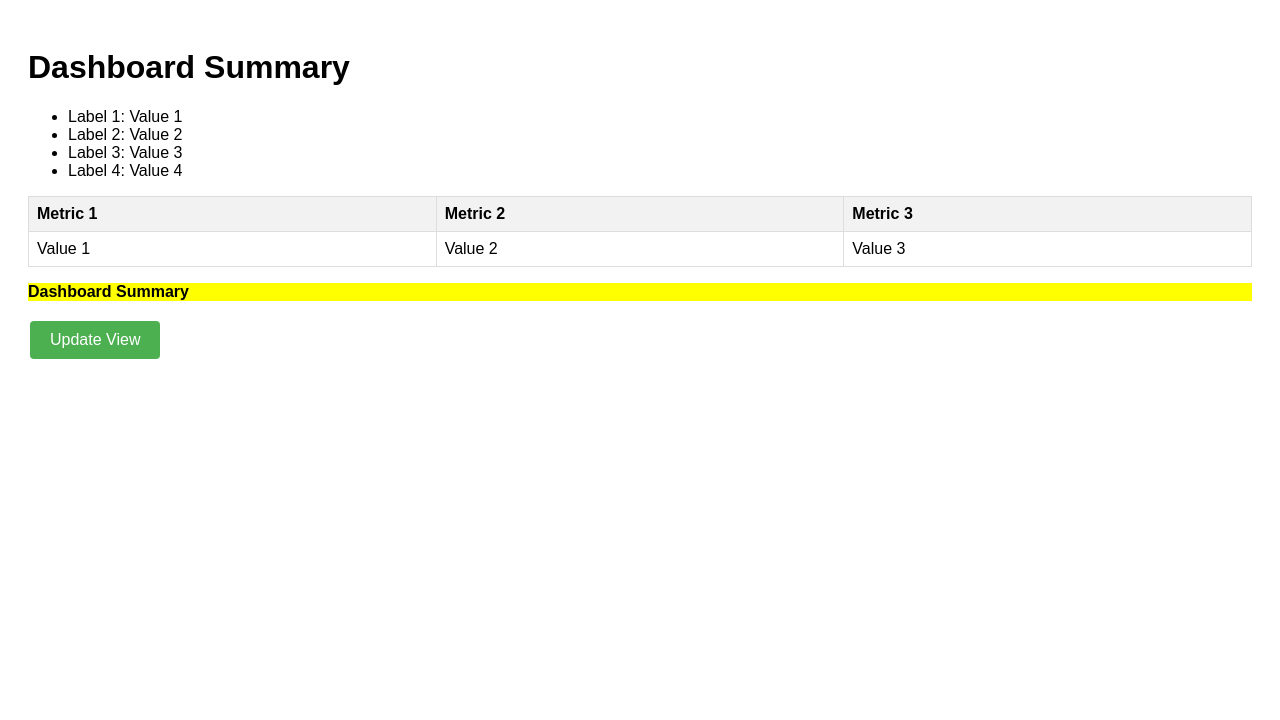 Dashboard Summary
Label 1: Value 1
Label 2: Value 2
Label 3: Value 3
Label 4: Value 4
Metric 1 Metric 2 Metric 3
Value 1 Value 2 Value 3
Dashboard Summary
Update View